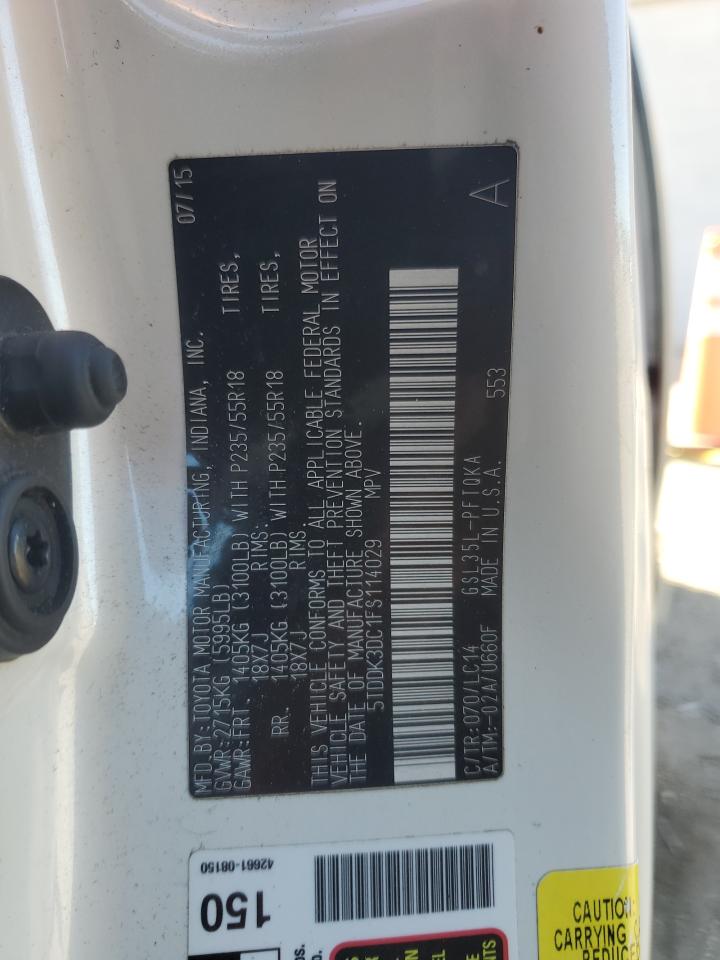 MFD.BY:TOYOTA MOTOR MANUFACTURING, INDIANA, INC. 07/15
GVWR:2715KG (5995LB)
GAWR:FRT. 1405KG (3100LB) WITH P235/55R18 TIRES,
18X7J RIMS.
RR. 1405KG (3100LB) WITH P235/55R18 TIRES,
18X7J RIMS.
THIS VEHICLE CONFORMS TO ALL APPLICABLE FEDERAL MOTOR
VEHICLE SAFETY AND THEFT PREVENTION STANDARDS IN EFFECT ON
THE DATE OF MANUFACTURE SHOWN ABOVE.
5TDDK3DC1FS114029 MPV
A
C/TR:070/LC14 GSL35L-PFTQKA
A/TM:-02A/U660F MADE IN U.S.A. 553
150
42661-08150
CAUTION
CARRYING
REDUCE